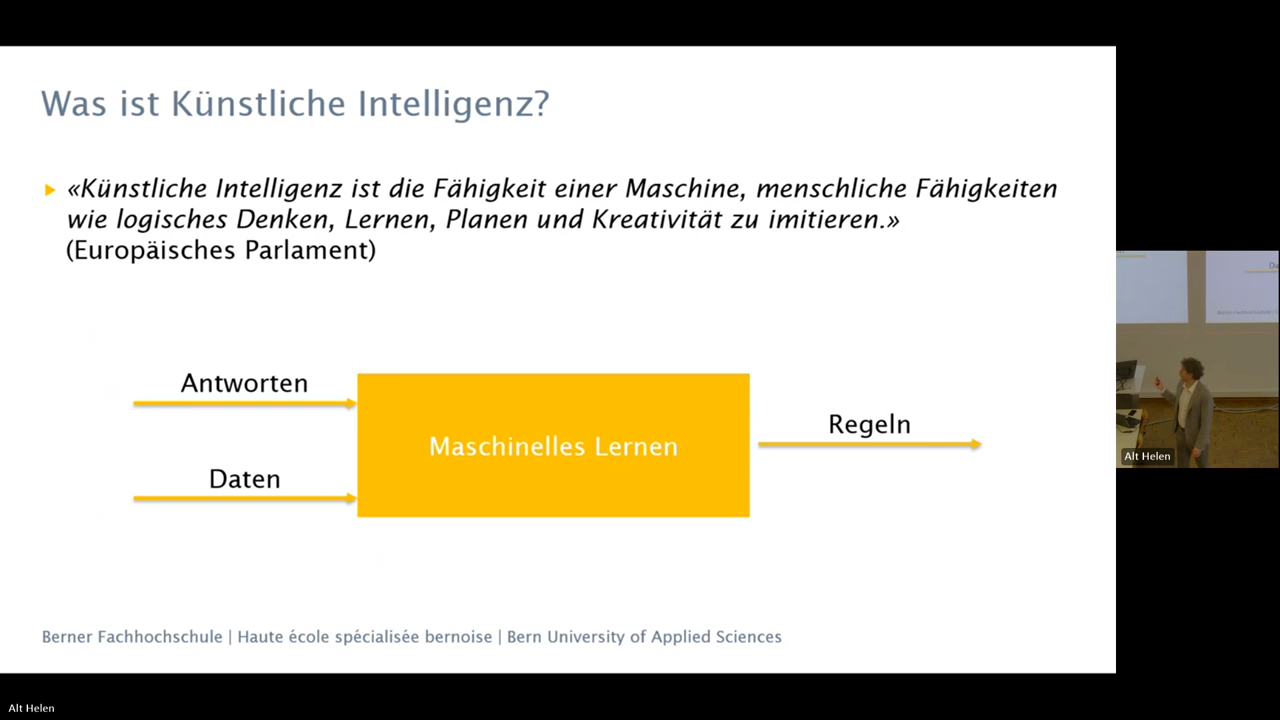 Was ist Künstliche Intelligenz?
«Künstliche Intelligenz ist die Fähigkeit einer Maschine, menschliche Fähigkeiten
wie logisches Denken, Lernen, Planen und Kreativität zu imitieren.»
(Europäisches Parlament)
Antworten
Daten
Maschinelles Lernen
Regeln
Berner Fachhochschule | Haute école spécialisée bernoise | Bern University of Applied Sciences
Alt Helen
Alt Helen